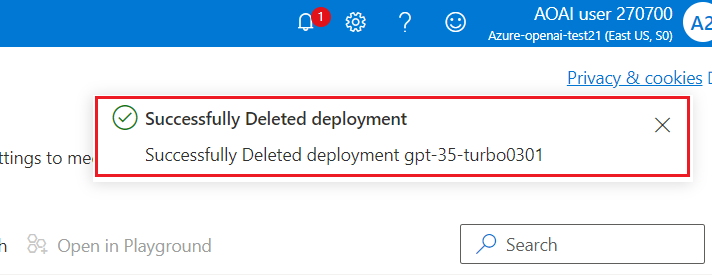 1
AOAI user 270700
Azure-openai-test21 (East US, S0)
A2
Privacy & cookies
Successfully Deleted deployment
ttings to me
Successfully Deleted deployment gpt-35-turbo0301
Open in Playground
Search